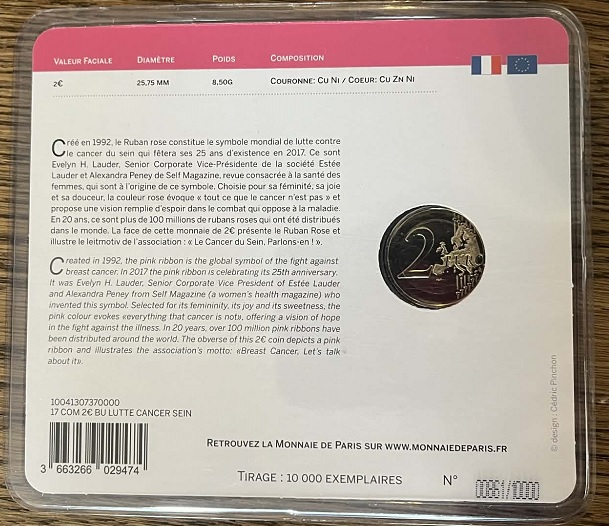 VALEUR FACIALE DIAMÈTRE POIDS COMPOSITION
2€ 25,75 MM 8,50G COURONNE: CU NI / COEUR: CU ZN NI
Créé en 1992, le Ruban rose constitue le symbole mondial de lutte contre
le cancer du sein qui fêtera ses 25 ans d'existence en 2017. Ce sont
Evelyn H. Lauder, Senior Corporate Vice-Présidente de la société Estée
Lauder et Alexandra Peney de Self Magazine, revue consacrée à la santé des
femmes, qui sont à l'origine de ce symbole. Choisie pour sa féminité, sa joie
et sa douceur, la couleur rose évoque « tout ce que le cancer n'est pas » et
propose une vision remplie d'espoir dans le combat qui oppose à la maladie.
En 20 ans, ce sont plus de 100 millions de rubans roses qui ont été distribués
dans le monde. La face de cette monnaie de 2€ présente le Ruban Rose et
illustre le leitmotiv de l'association : « Le Cancer du Sein, Parlons-en ! ».
Created in 1992, the pink ribbon is the global symbol of the fight against
breast cancer. In 2017 the pink ribbon is celebrating its 25th anniversary.
It was Evelyn H. Lauder, Senior Corporate Vice President of Estée Lauder
and Alexandra Peney from Self Magazine (a women's health magazine) who
invented this symbol. Selected for its femininity, its joy and its sweetness, the
pink colour evokes «everything that cancer is not», offering a vision of hope
in the fight against the illness. In 20 years, over 100 million pink ribbons have
been distributed around the world. The obverse of this 2€ coin depicts a pink
ribbon and illustrates the association's motto: «Breast Cancer, Let's talk
about it».
2
© design : Cédric Pinchon
10041307370000
17 COM 2€ BU LUTTE CANCER SEIN
3 663266 029474
RETROUVEZ LA MONNAIE DE PARIS SUR WWW.MONNAIEDEPARIS.FR
TIRAGE : 10 000 EXEMPLAIRES N° 00861/10000